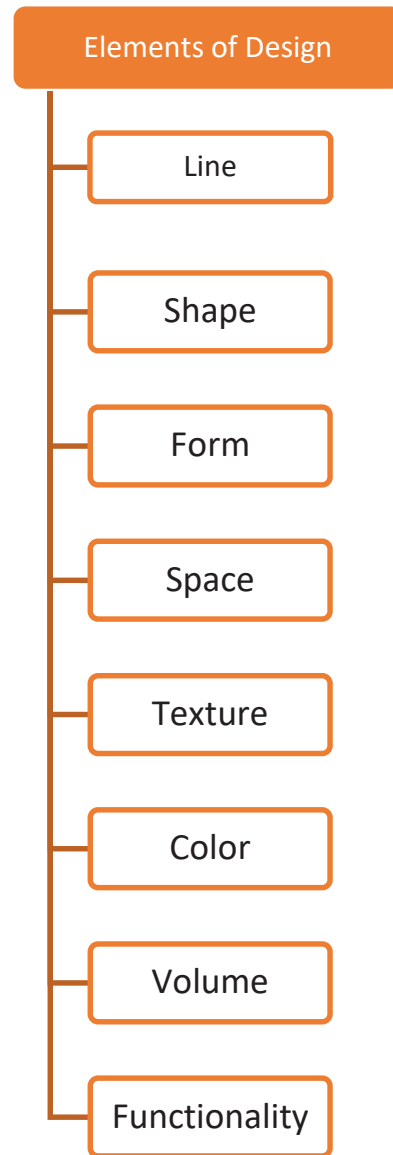 Elements of Design
Line
Shape
Form
Space
Texture
Color
Volume
Functionality